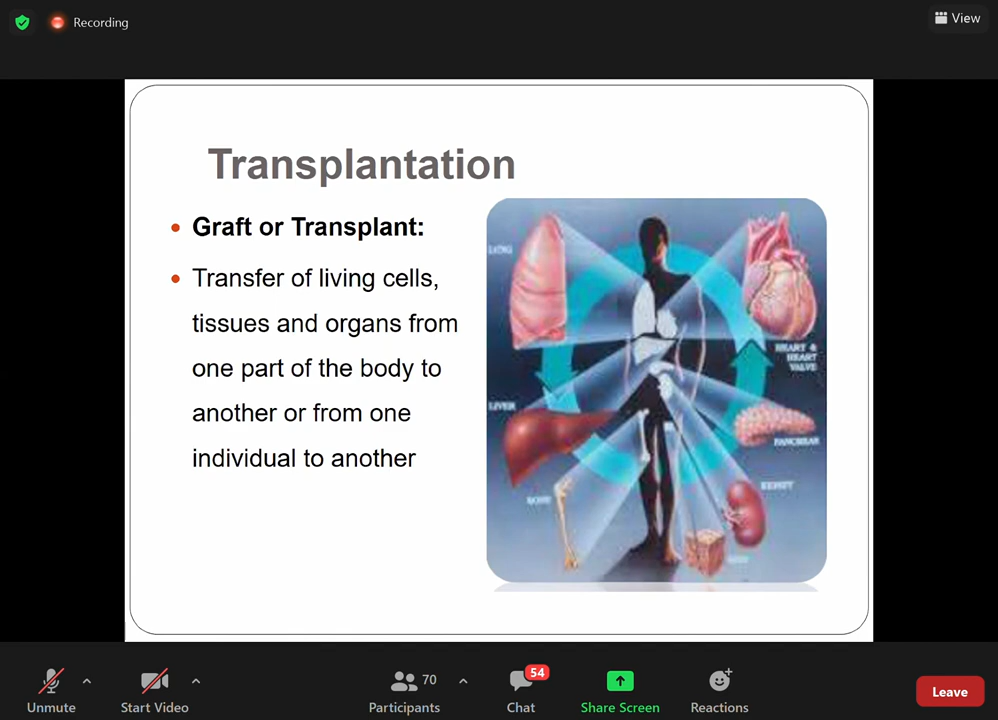 Recording
View
Transplantation
Graft or Transplant:
Transfer of living cells,
tissues and organs from
one part of the body to
another or from one
individual to another
LUNG
HEART &
HEART
VALVE
LIVER
PANCREAS
KIDNEY
BONE
70
54
Unmute
Start Video
Participants
Chat
Share Screen
Reactions
Leave